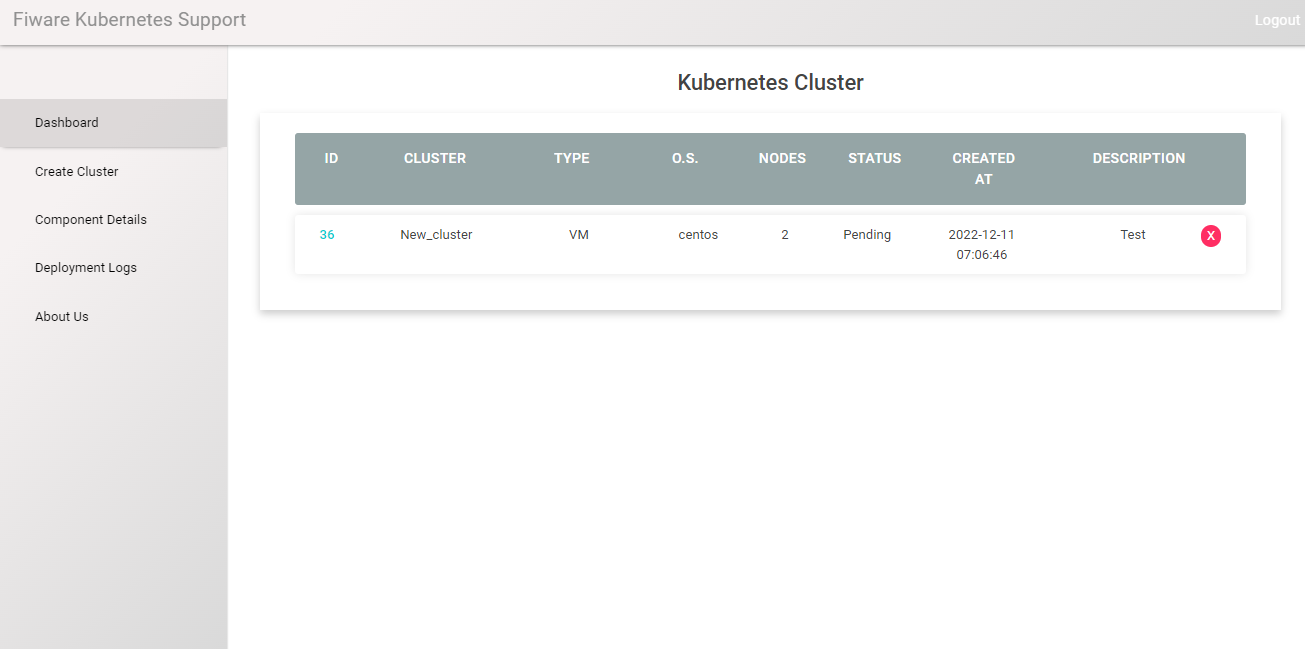 Fiware Kubernetes Support
Logout
Dashboard
Create Cluster
Component Details
Deployment Logs
About Us
Kubernetes Cluster
ID CLUSTER TYPE O.S. NODES STATUS CREATED DESCRIPTION
AT
36 New_cluster VM centos 2 Pending 2022-12-11 Test X
07:06:46